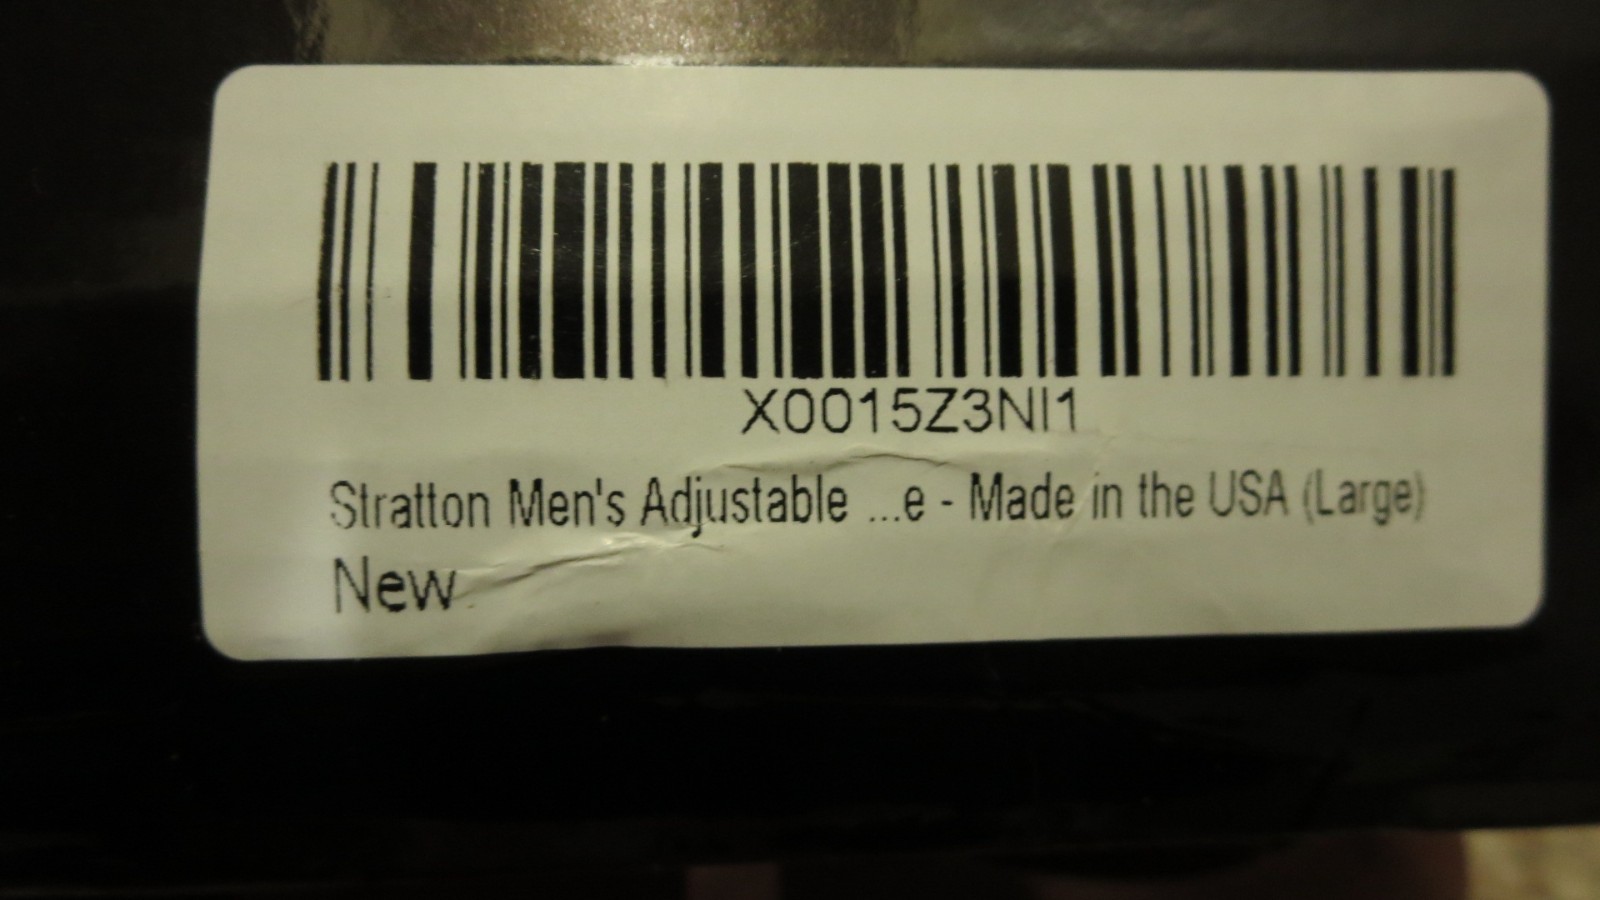 X0015Z3NI1
Stratton Men's Adjustable ...e - Made in the USA (Large)
New